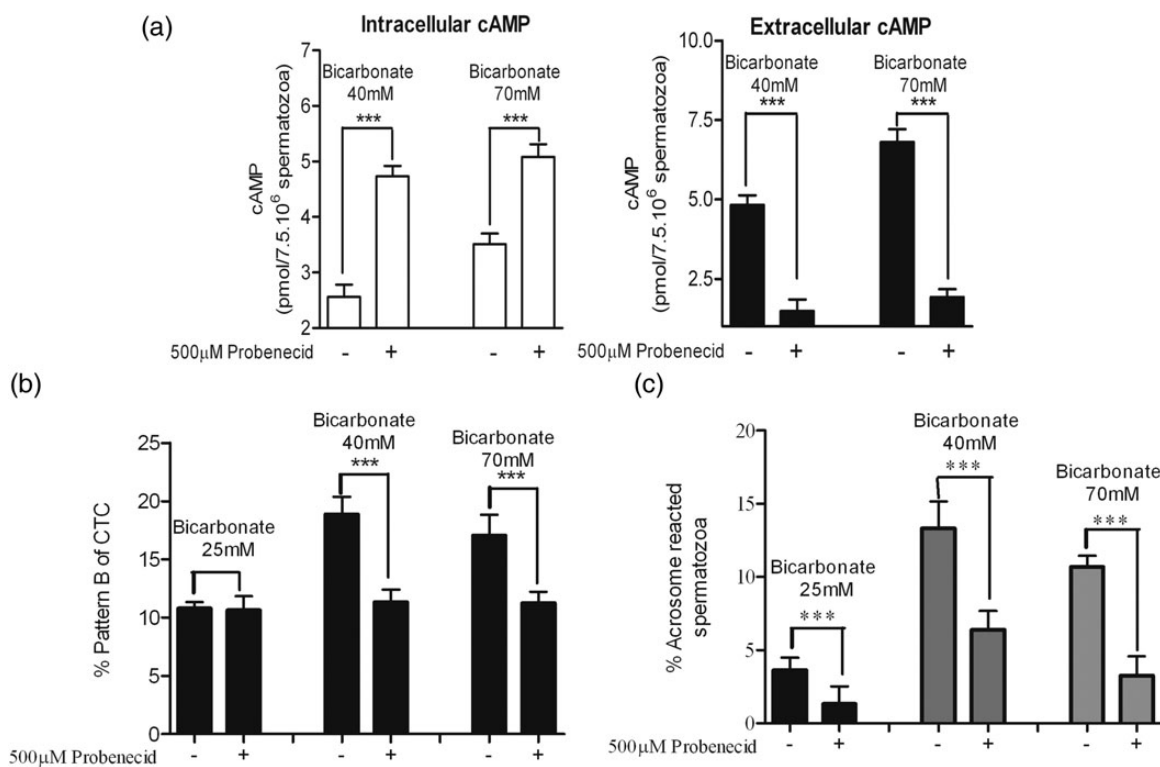 (a)
Intracellular cAMP
7
6
5
4
3
2
cAMP
(pmol/7.5.10⁶ spermatozoa)
Bicarbonate
40mM
***
Bicarbonate
70mM
***
500µM Probenecid - + - +
Extracellular cAMP
10.0
7.5
5.0
2.5
cAMP
(pmol/7.5.10⁶ spermatozoa)
Bicarbonate
40mM
***
Bicarbonate
70mM
***
500µM Probenecid - + - +
(b)
25
20
15
10
5
0
% Pattern B of CTC
Bicarbonate
25mM
Bicarbonate
40mM
***
Bicarbonate
70mM
***
500µM Probenecid - + - + - +
(c)
20
15
10
5
0
% Acrosome reacted
spermatozoa
Bicarbonate
25mM
***
Bicarbonate
40mM
***
Bicarbonate
70mM
***
500µM Probenecid - + - + - +